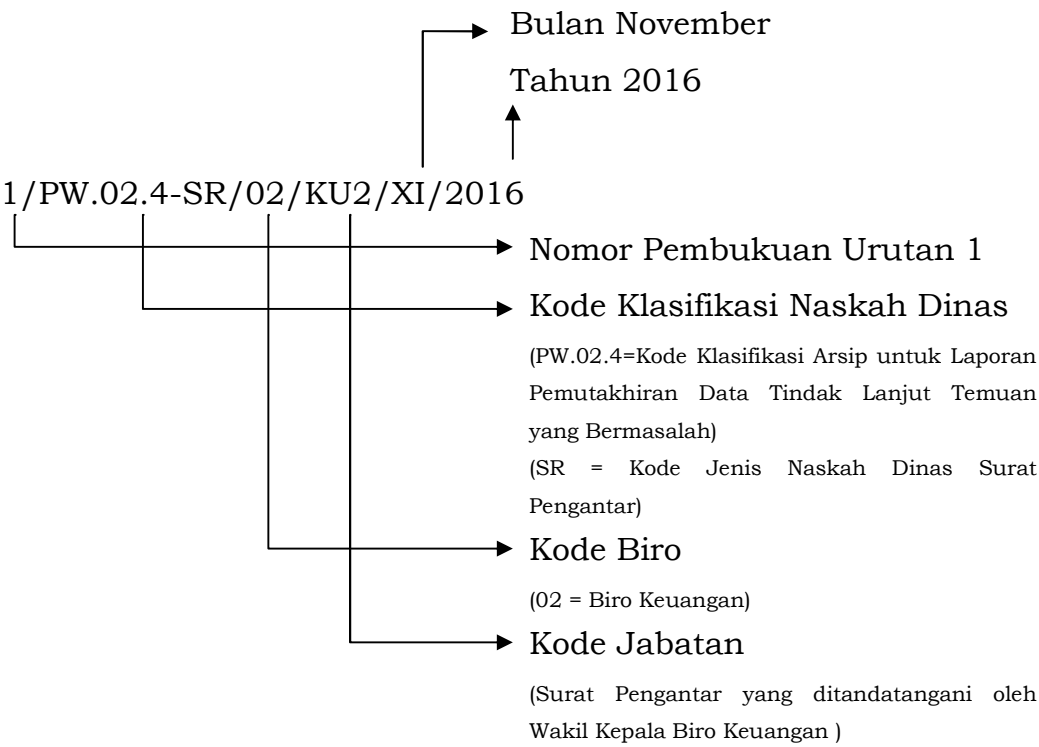 Bulan November
Tahun 2016
1/PW.02.4-SR/02/KU2/XI/2016
Nomor Pembukuan Urutan 1
Kode Klasifikasi Naskah Dinas
(PW.02.4=Kode Klasifikasi Arsip untuk Laporan
Pemutakhiran Data Tindak Lanjut Temuan
yang Bermasalah)
(SR = Kode Jenis Naskah Dinas Surat
Pengantar)
Kode Biro
(02 = Biro Keuangan)
Kode Jabatan
(Surat Pengantar yang ditandatangani oleh
Wakil Kepala Biro Keuangan )